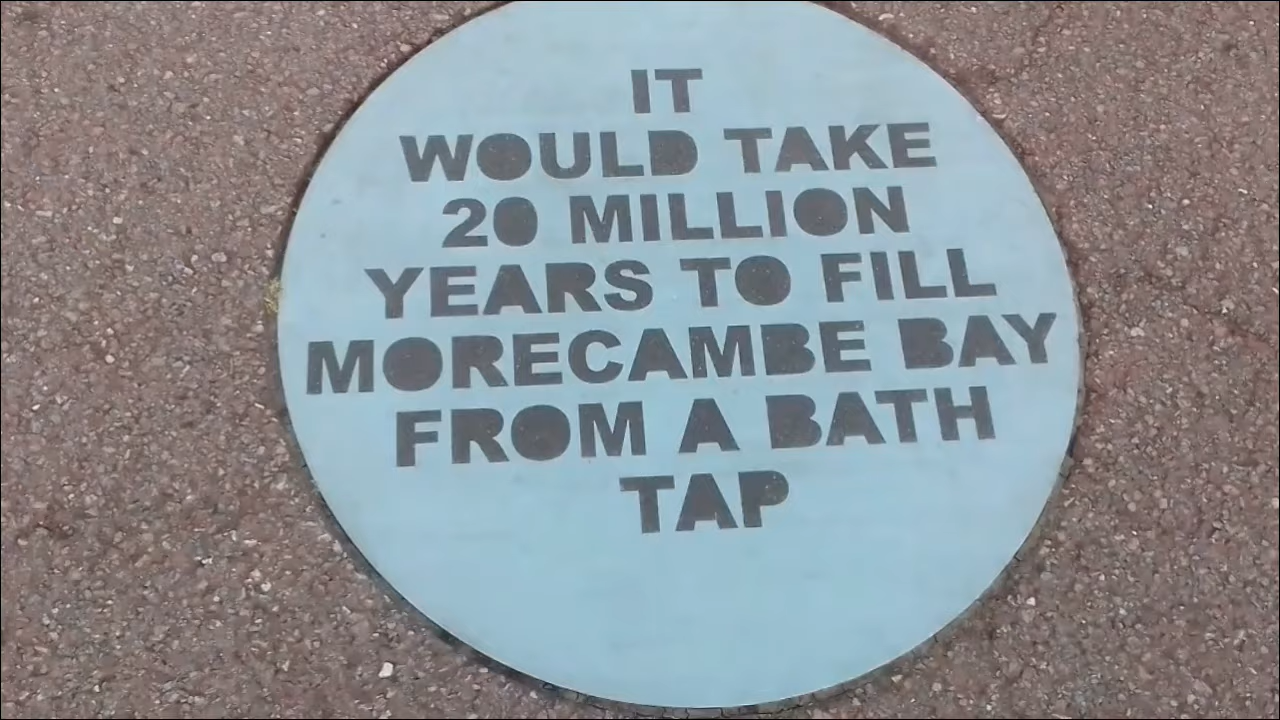 IT
WOULD TAKE
20 MILLION
YEARS TO FILL
MORECAMBE BAY
FROM A BATH
TAP